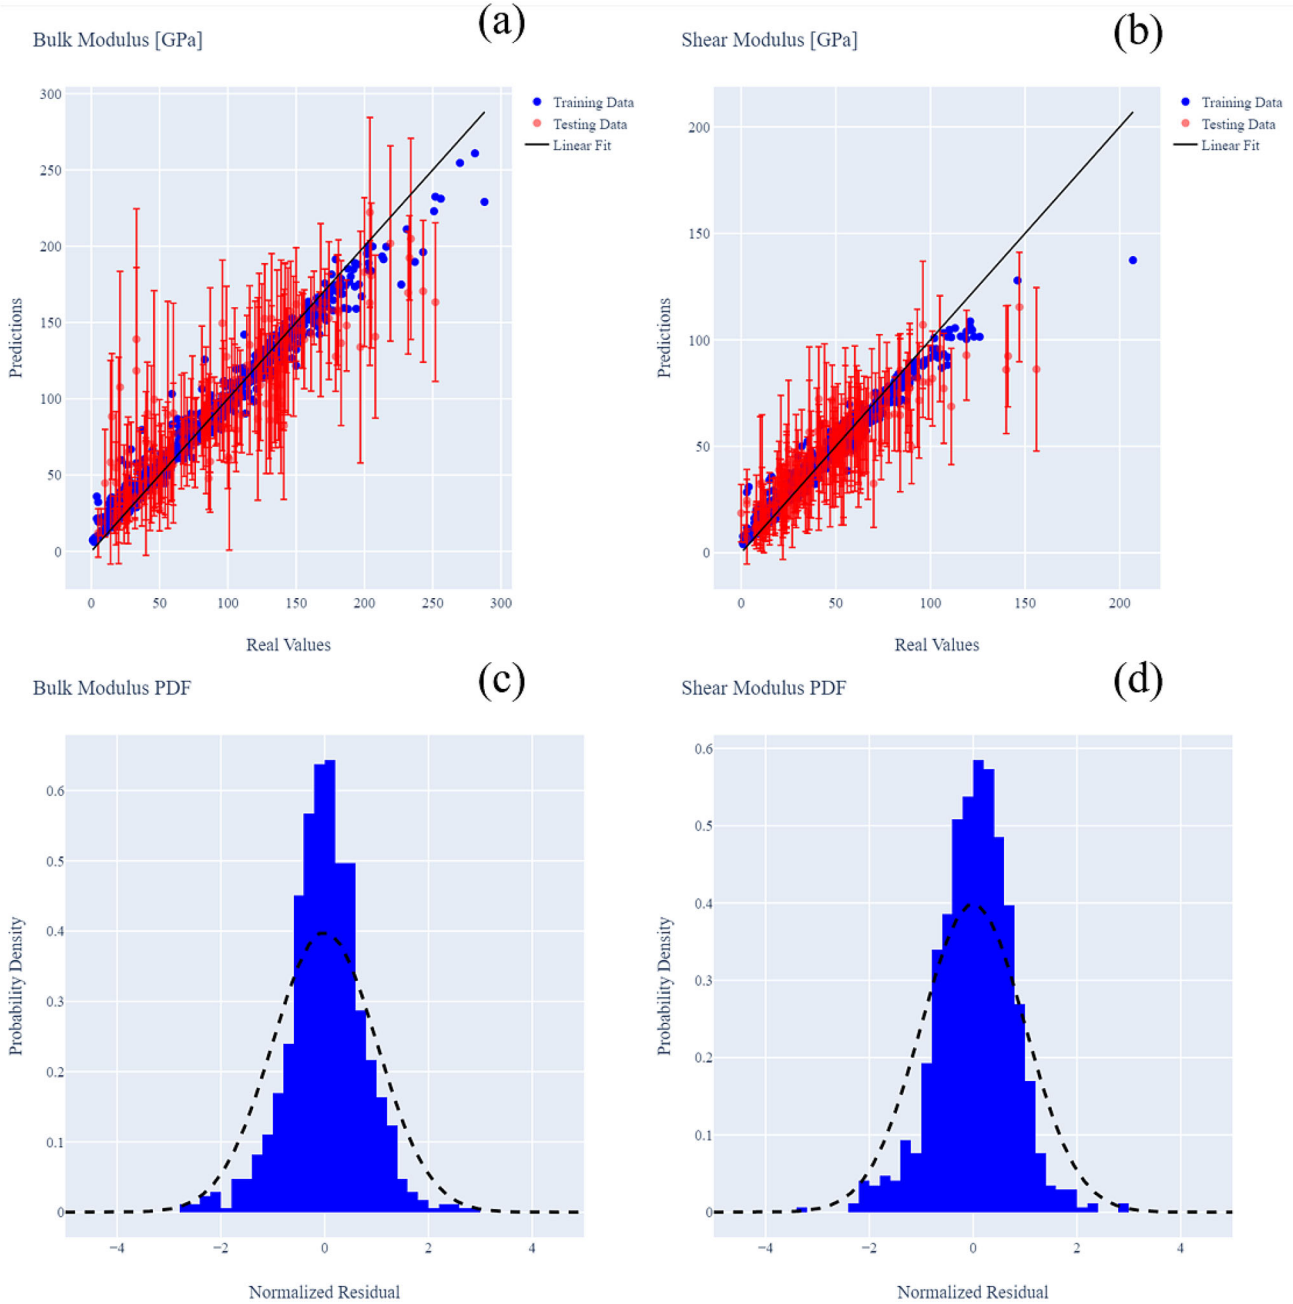 (a)
Bulk Modulus [GPa]
300
250
200
150
100
50
0
Predictions
0 50 100 150 200 250 300
Real Values
Training Data
Testing Data
Linear Fit
(b)
Shear Modulus [GPa]
200
150
100
50
0
Predictions
0 50 100 150 200
Real Values
Training Data
Testing Data
Linear Fit
(c)
Bulk Modulus PDF
0.6
0.5
0.4
0.3
0.2
0.1
0
Probability Density
−4 −2 0 2 4
Normalized Residual
(d)
Shear Modulus PDF
0.6
0.5
0.4
0.3
0.2
0.1
0
Probability Density
−4 −2 0 2 4
Normalized Residual